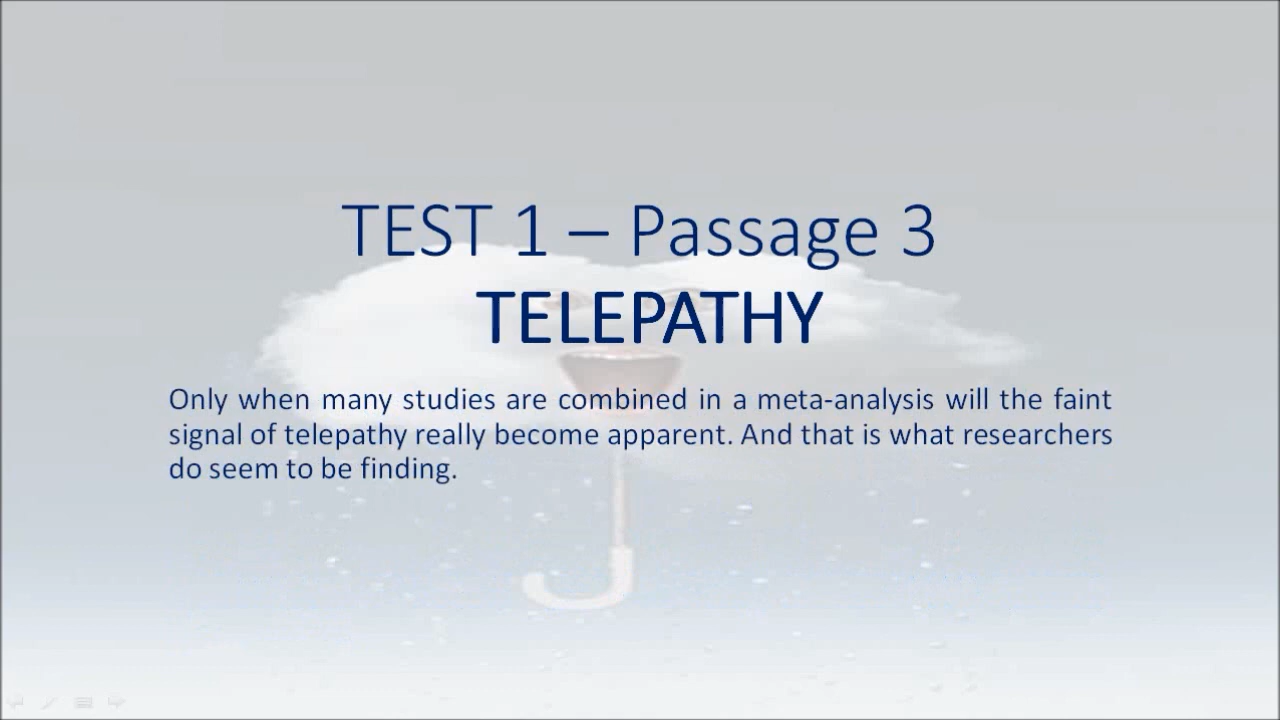 TEST 1 – Passage 3
TELEPATHY
Only when many studies are combined in a meta-analysis will the faint
signal of telepathy really become apparent. And that is what researchers
do seem to be finding.